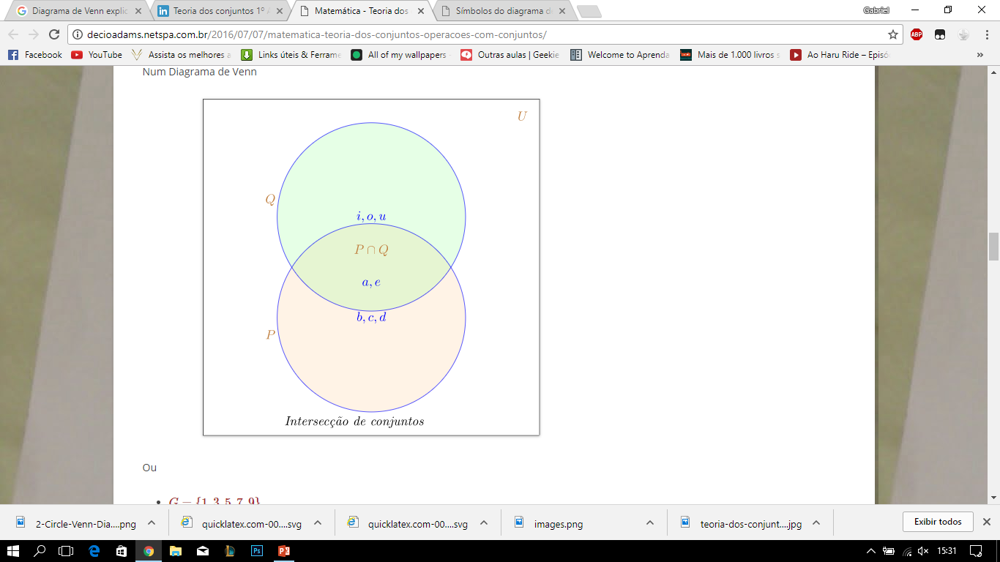 Diagrama de Venn explic
Teoria dos conjuntos 1º A
Matemática - Teoria dos
Símbolos do diagrama d
Gabriel
decioadams.netspa.com.br/2016/07/07/matematica-teoria-dos-conjuntos-operacoes-com-conjuntos/
ABP
Facebook
YouTube
Assista os melhores a
Links úteis & Ferrame
All of my wallpapers
Outras aulas | Geekie
Welcome to Aprenda
Mais de 1.000 livros s
Ao Haru Ride – Episó
Num Diagrama de Venn
U
Q
i, o, u
P ∩ Q
a, e
b, c, d
P
Intersecção de conjuntos
Ou
• G = {1, 3, 5, 7, 9}
2-Circle-Venn-Dia....png
quicklatex.com-00....svg
quicklatex.com-00....svg
images.png
teoria-dos-conjunt....jpg
Exibir todos
15:31